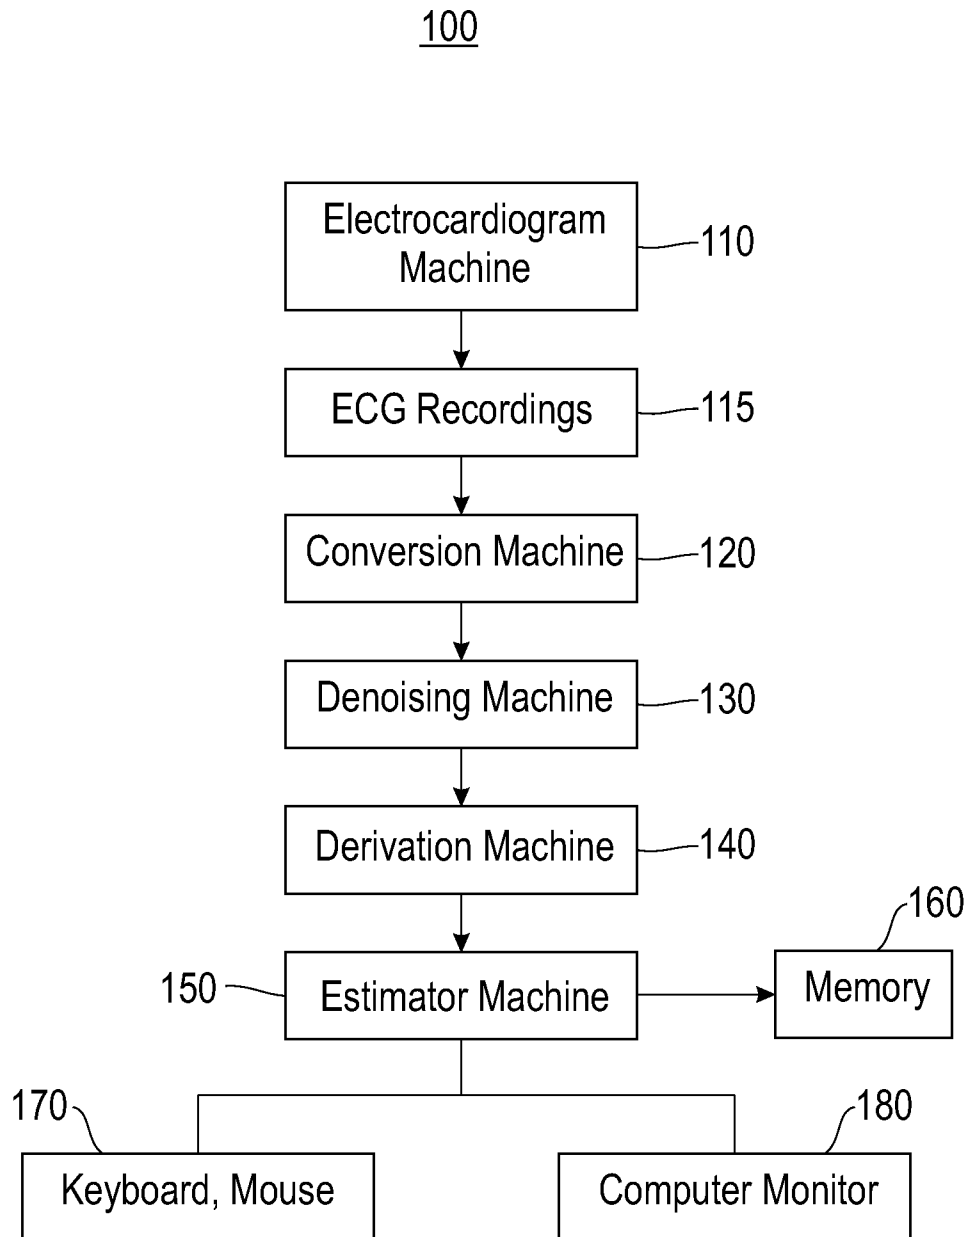 100
Electrocardiogram
Machine
110
ECG Recordings
115
Conversion Machine
120
Denoising Machine
130
Derivation Machine
140
160
150
Estimator Machine
Memory
170
180
Keyboard, Mouse
Computer Monitor